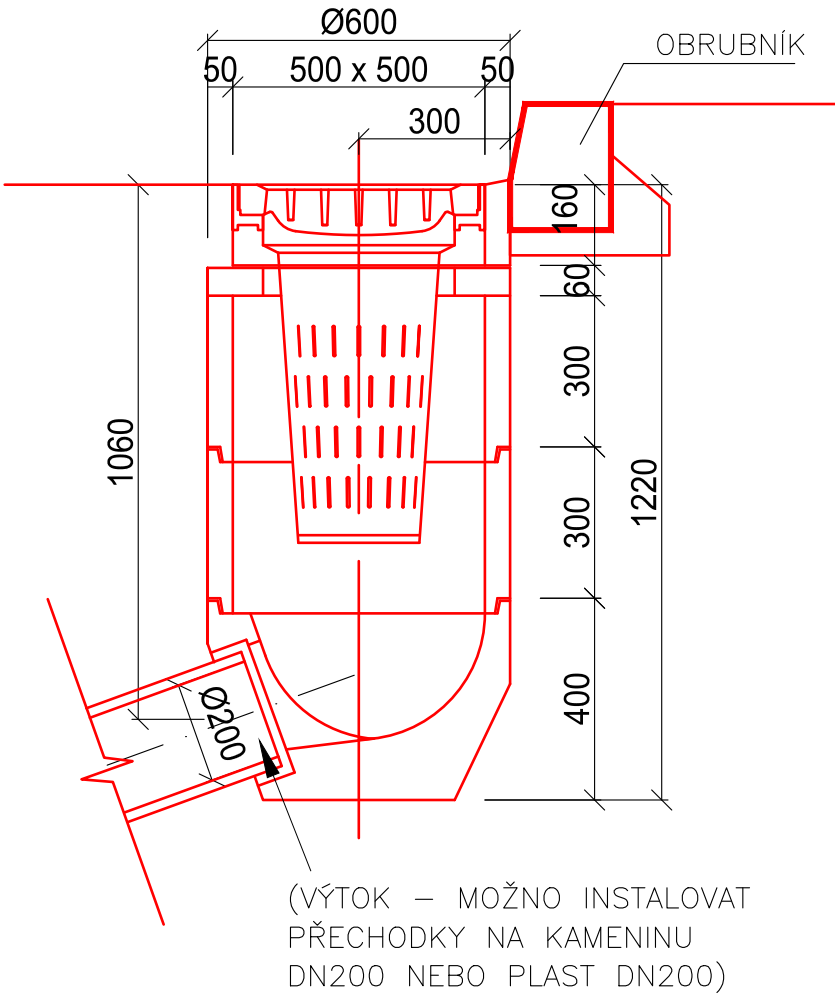 Ø600
50 500 x 500 50
OBRUBNÍK
300
160
60
300
1060
1220
300
400
Ø200
(VÝTOK – MOŽNO INSTALOVAT
PŘECHODKY NA KAMENINU
DN200 NEBO PLAST DN200)